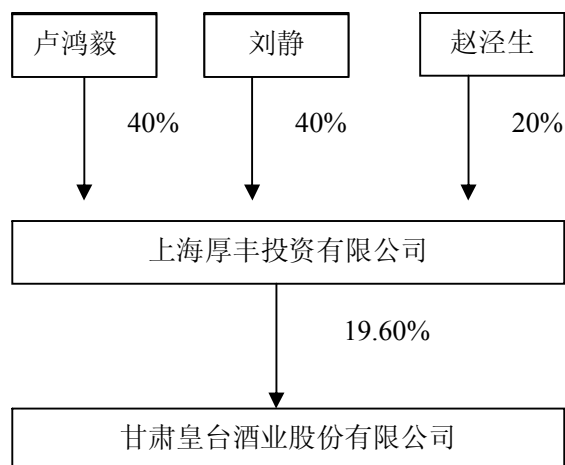 卢鸿毅 刘静 赵泾生
40% 40% 20%
上海厚丰投资有限公司
19.60%
甘肃皇台酒业股份有限公司